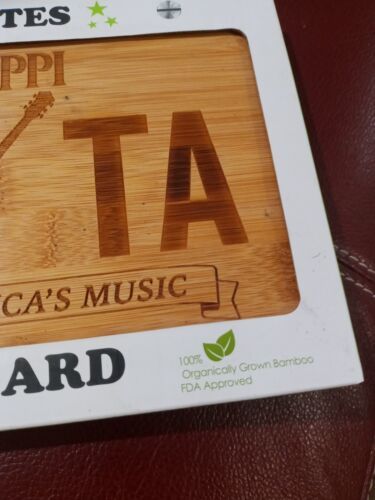 TES
PPI
TA
CA'S MUSIC
ARD
100%
Organically Grown Bamboo
FDA Approved